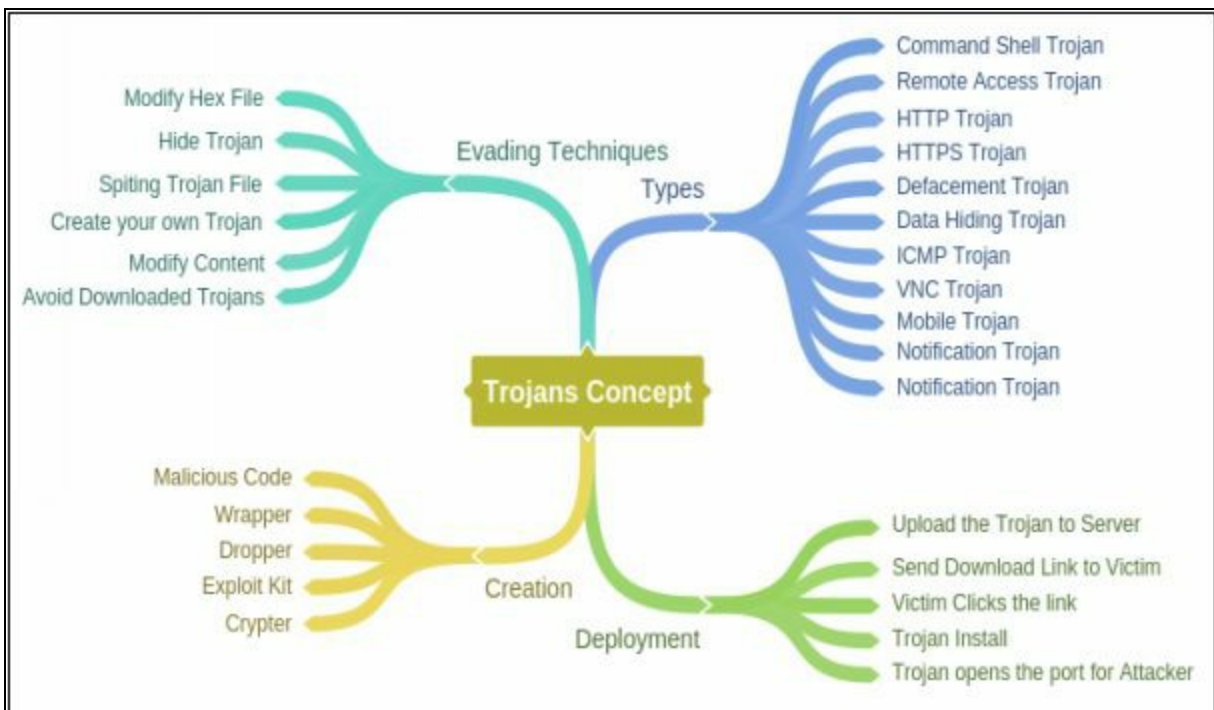 Modify Hex File
Hide Trojan
Spiting Trojan File
Create your own Trojan
Modify Content
Avoid Downloaded Trojans
Evading Techniques
Types
Command Shell Trojan
Remote Access Trojan
HTTP Trojan
HTTPS Trojan
Defacement Trojan
Data Hiding Trojan
ICMP Trojan
VNC Trojan
Mobile Trojan
Notification Trojan
Notification Trojan
Trojans Concept
Malicious Code
Wrapper
Dropper
Exploit Kit
Crypter
Creation
Deployment
Upload the Trojan to Server
Send Download Link to Victim
Victim Clicks the link
Trojan Install
Trojan opens the port for Attacker